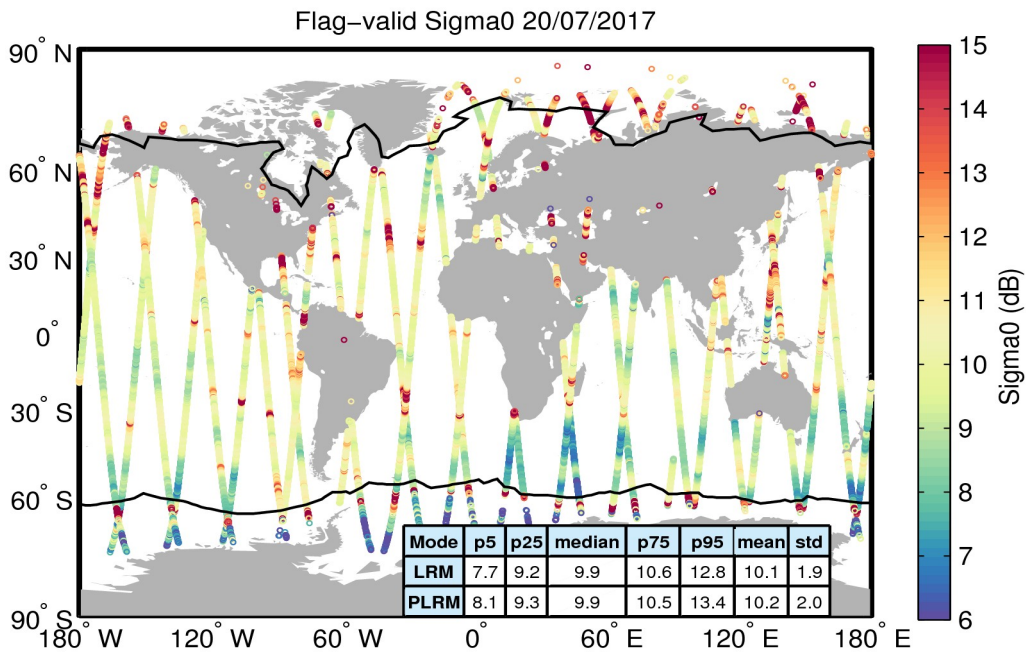 Flag−valid Sigma0 20/07/2017
90° N
60° N
30° N
0°
30° S
60° S
90° S
180° W
120° W
60° W
0°
60° E
120° E
180° E
Mode p5 p25 median p75 p95 mean std
LRM 7.7 9.2 9.9 10.6 12.8 10.1 1.9
PLRM 8.1 9.3 9.9 10.5 13.4 10.2 2.0
15
14
13
12
11
10
9
8
7
6
Sigma0 (dB)